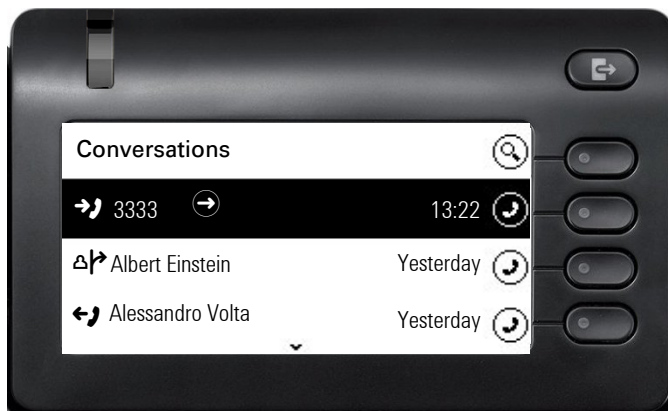 Conversations
3333 13:22
Albert Einstein Yesterday
Alessandro Volta Yesterday